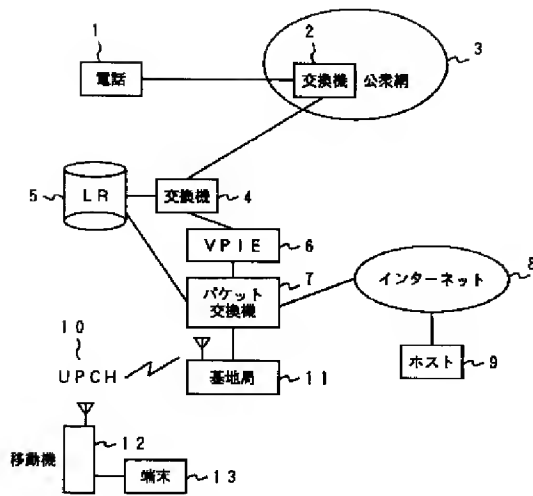 1
2
3
電話
交換機 公衆網
5
LR
交換機
4
VPIE
6
7
8
パケット
交換機
インターネット
10
UPCH
基地局
11
ホスト
9
移動機
12
端末
13